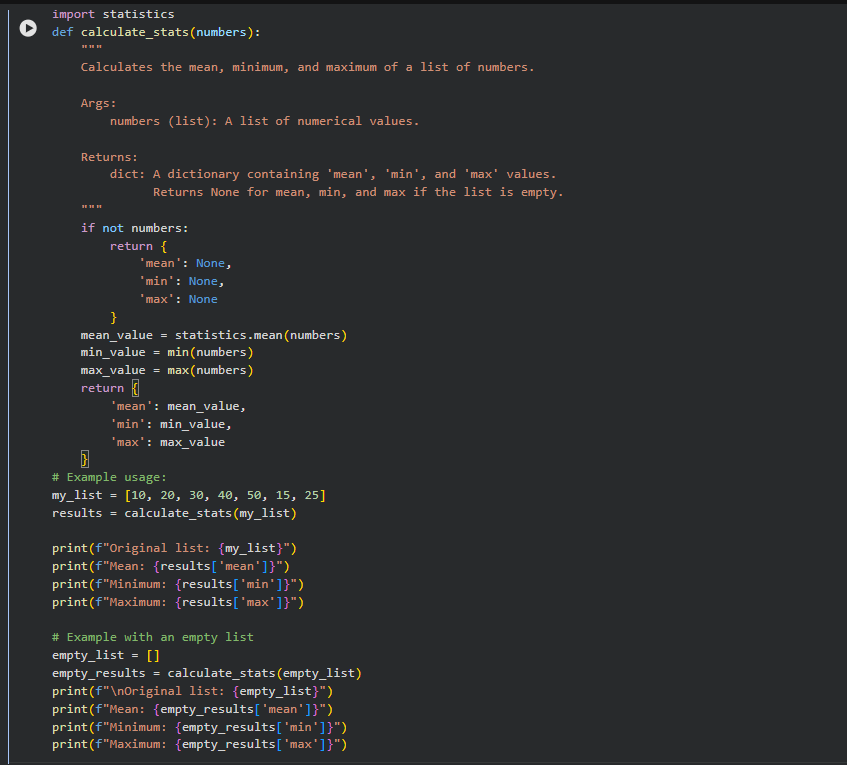 import statistics
def calculate_stats(numbers):
    """
    Calculates the mean, minimum, and maximum of a list of numbers.

    Args:
        numbers (list): A list of numerical values.

    Returns:
        dict: A dictionary containing 'mean', 'min', and 'max' values.
              Returns None for mean, min, and max if the list is empty.
    """
    if not numbers:
        return {
            'mean': None,
            'min': None,
            'max': None
        }
    mean_value = statistics.mean(numbers)
    min_value = min(numbers)
    max_value = max(numbers)
    return {
        'mean': mean_value,
        'min': min_value,
        'max': max_value
    }
# Example usage:
my_list = [10, 20, 30, 40, 50, 15, 25]
results = calculate_stats(my_list)

print(f"Original list: {my_list}")
print(f"Mean: {results['mean']}")
print(f"Minimum: {results['min']}")
print(f"Maximum: {results['max']}")

# Example with an empty list
empty_list = []
empty_results = calculate_stats(empty_list)
print(f"\nOriginal list: {empty_list}")
print(f"Mean: {empty_results['mean']}")
print(f"Minimum: {empty_results['min']}")
print(f"Maximum: {empty_results['max']}")